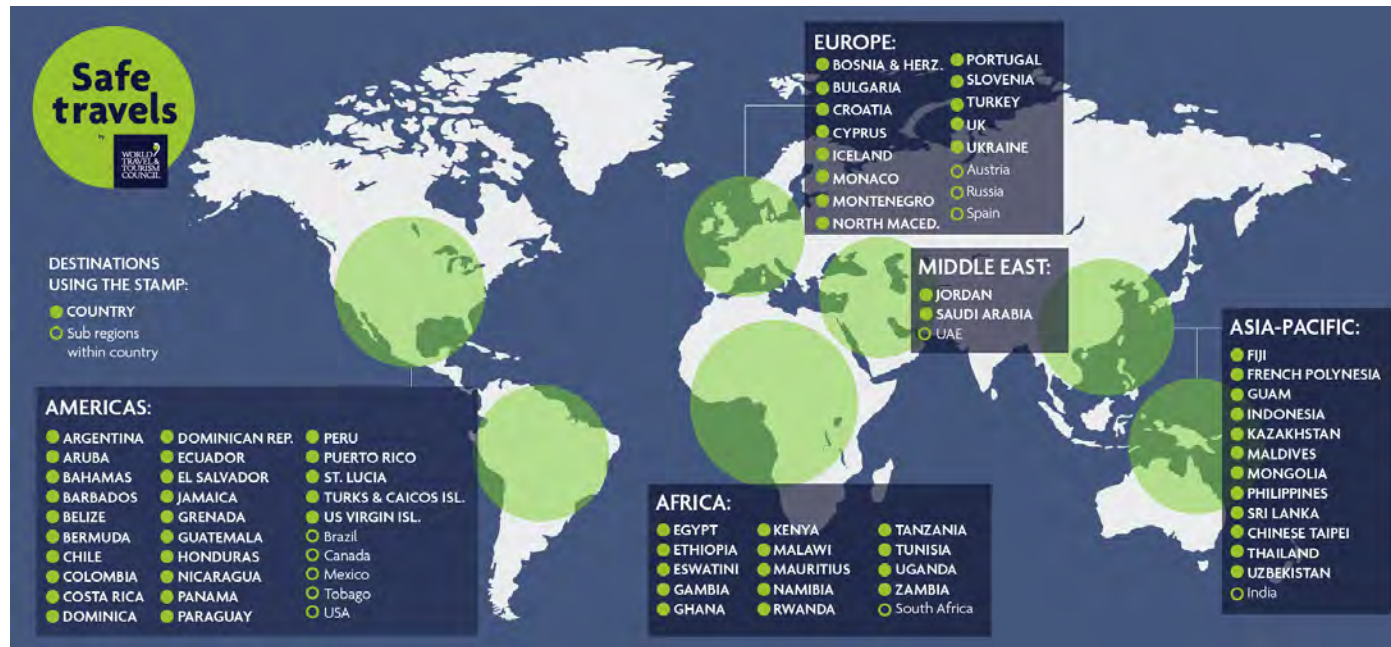 Safe
travels
by
WORLD
TRAVEL &
TOURISM
COUNCIL
DESTINATIONS
USING THE STAMP:
COUNTRY
Sub regions
within country
AMERICAS:
ARGENTINA
ARUBA
BAHAMAS
BARBADOS
BELIZE
BERMUDA
CHILE
COLOMBIA
COSTA RICA
DOMINICA
DOMINICAN REP.
ECUADOR
EL SALVADOR
JAMAICA
GRENADA
GUATEMALA
HONDURAS
NICARAGUA
PANAMA
PARAGUAY
PERU
PUERTO RICO
ST. LUCIA
TURKS & CAICOS ISL.
US VIRGIN ISL.
Brazil
Canada
Mexico
Tobago
USA
EUROPE:
BOSNIA & HERZ.
BULGARIA
CROATIA
CYPRUS
ICELAND
MONACO
MONTENEGRO
NORTH MACED.
PORTUGAL
SLOVENIA
TURKEY
UK
UKRAINE
Austria
Russia
Spain
MIDDLE EAST:
JORDAN
SAUDI ARABIA
UAE
AFRICA:
EGYPT
ETHIOPIA
ESWATINI
GAMBIA
GHANA
KENYA
MALAWI
MAURITIUS
NAMIBIA
RWANDA
TANZANIA
TUNISIA
UGANDA
ZAMBIA
South Africa
ASIA-PACIFIC:
FIJI
FRENCH POLYNESIA
GUAM
INDONESIA
KAZAKHSTAN
MALDIVES
MONGOLIA
PHILIPPINES
SRI LANKA
CHINESE TAIPEI
THAILAND
UZBEKISTAN
India